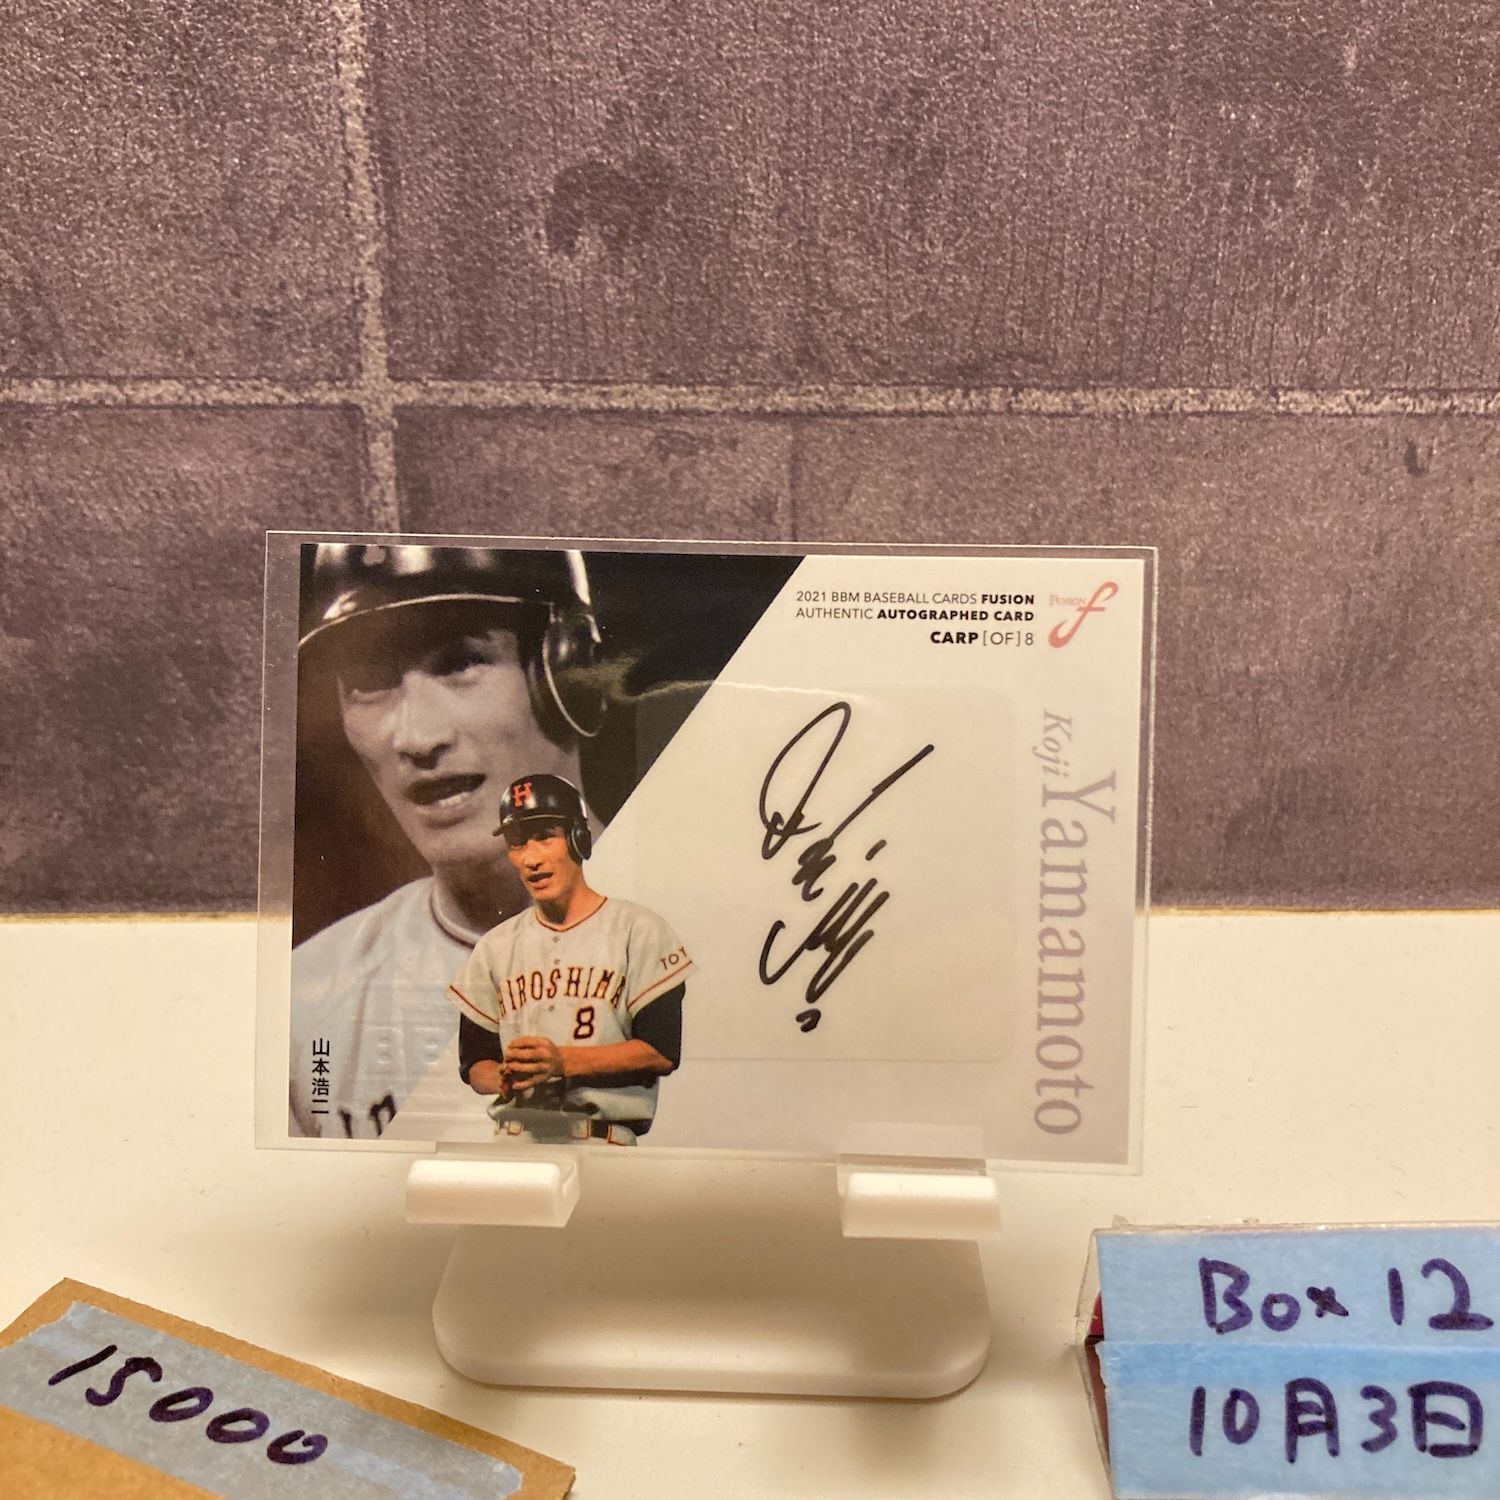 2021 BBM BASEBALL CARDS FUSION
AUTHENTIC AUTOGRAPHED CARD
CARP [OF] 8
FUSION
f
Koji Yamamoto
H
TOY
HIROSHIMA
8
山本浩二
15000
Box 12
10月3日